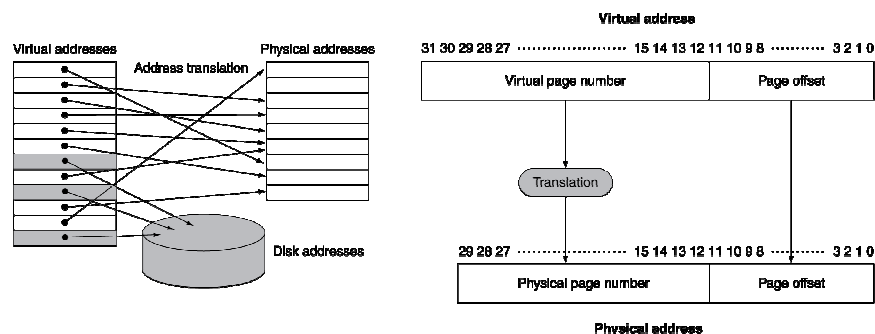 Virtual addresses
Address translation
Physical addresses
Disk addresses
Virtual address
31 30 29 28 27 ........................ 15 14 13 12 11 10 9 8 ........... 3 2 1 0
Virtual page number
Page offset
Translation
29 28 27 ........................ 15 14 13 12 11 10 9 8 ........... 3 2 1 0
Physical page number
Page offset
Physical address